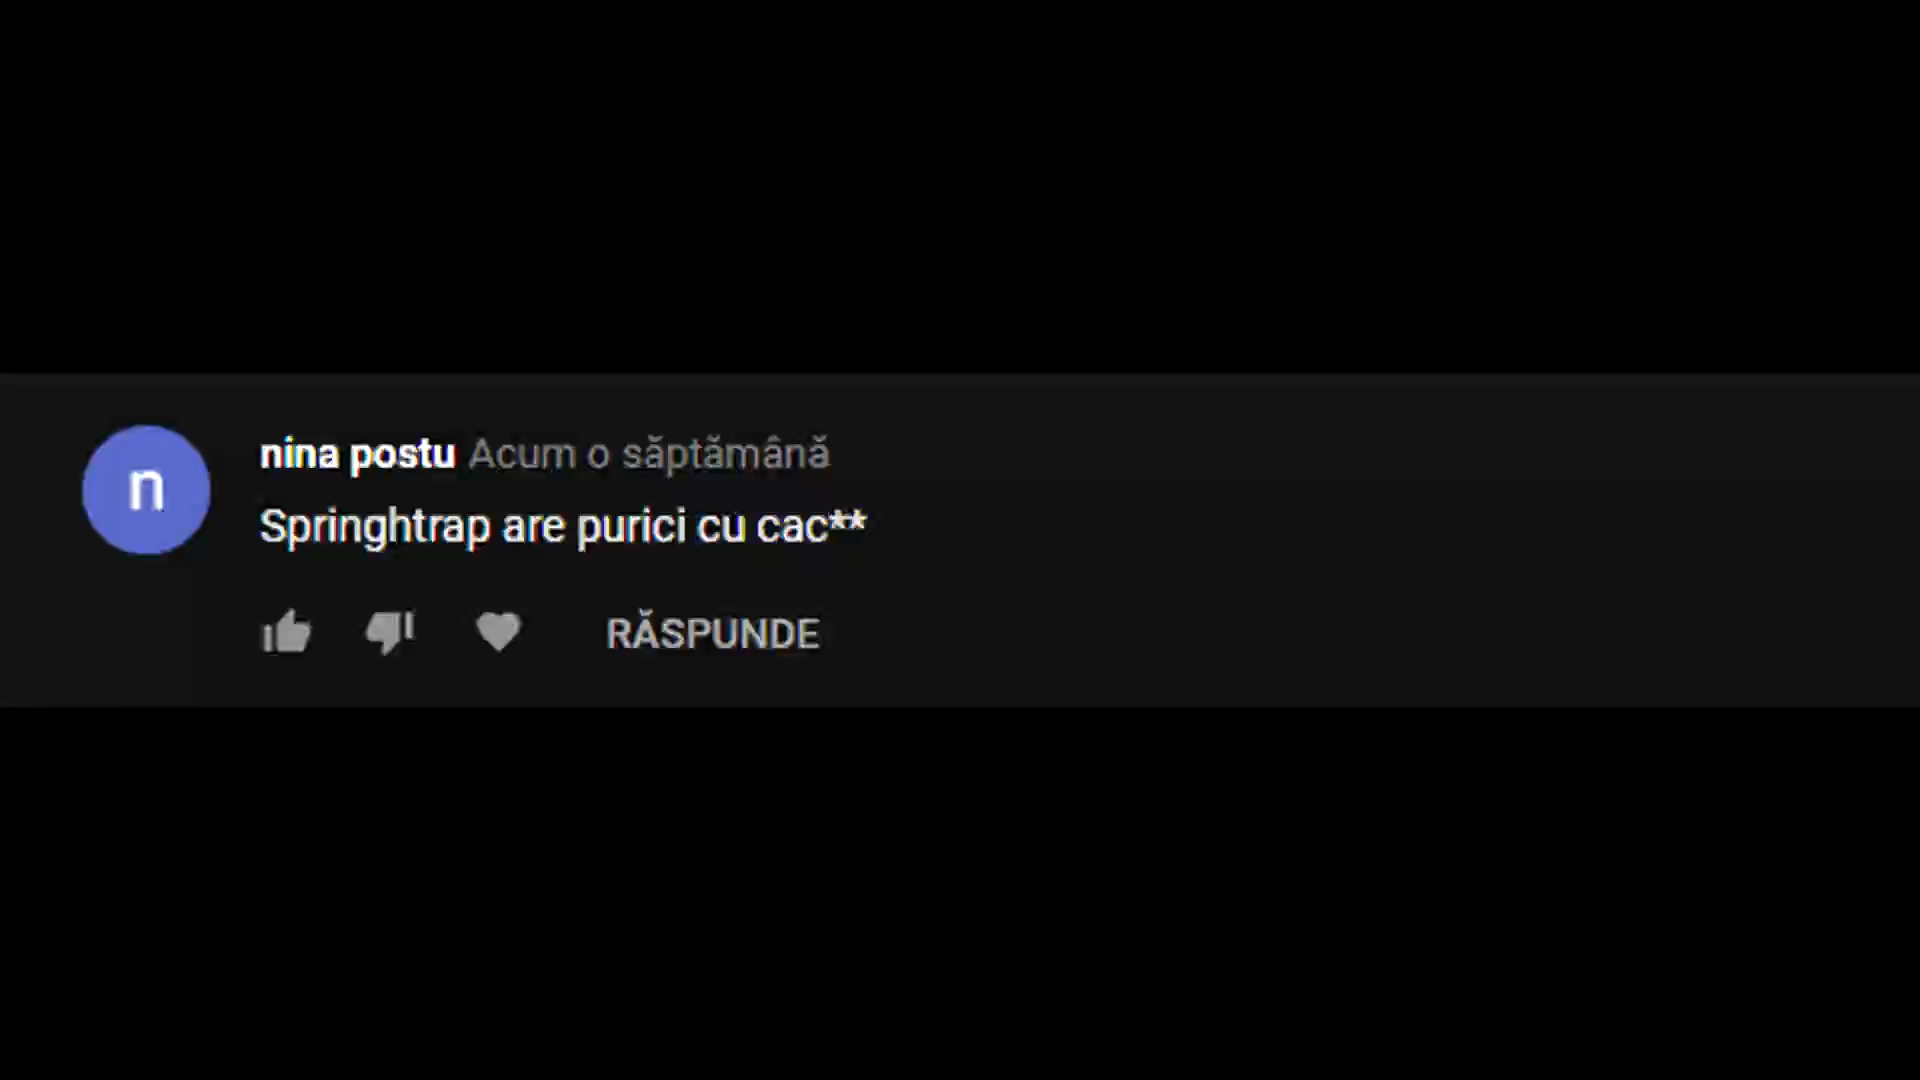 n
nina postu Acum o săptămână
Springhtrap are purici cu cac**
RĂSPUNDE